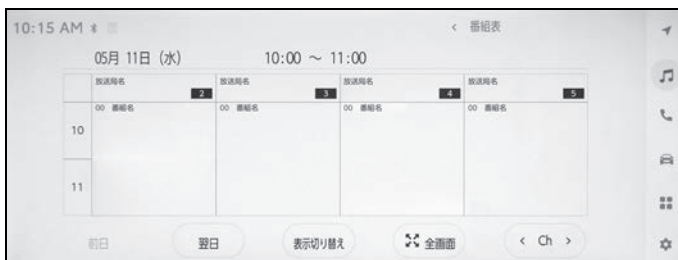 10:15 AM
< 番組表
05月 11日 (水) 10:00 ～ 11:00
放送局名 2 放送局名 3 放送局名 4 放送局名 5
00 番組名 00 番組名 00 番組名 00 番組名
10
11
前日 翌日 表示切り替え 全画面 < Ch >